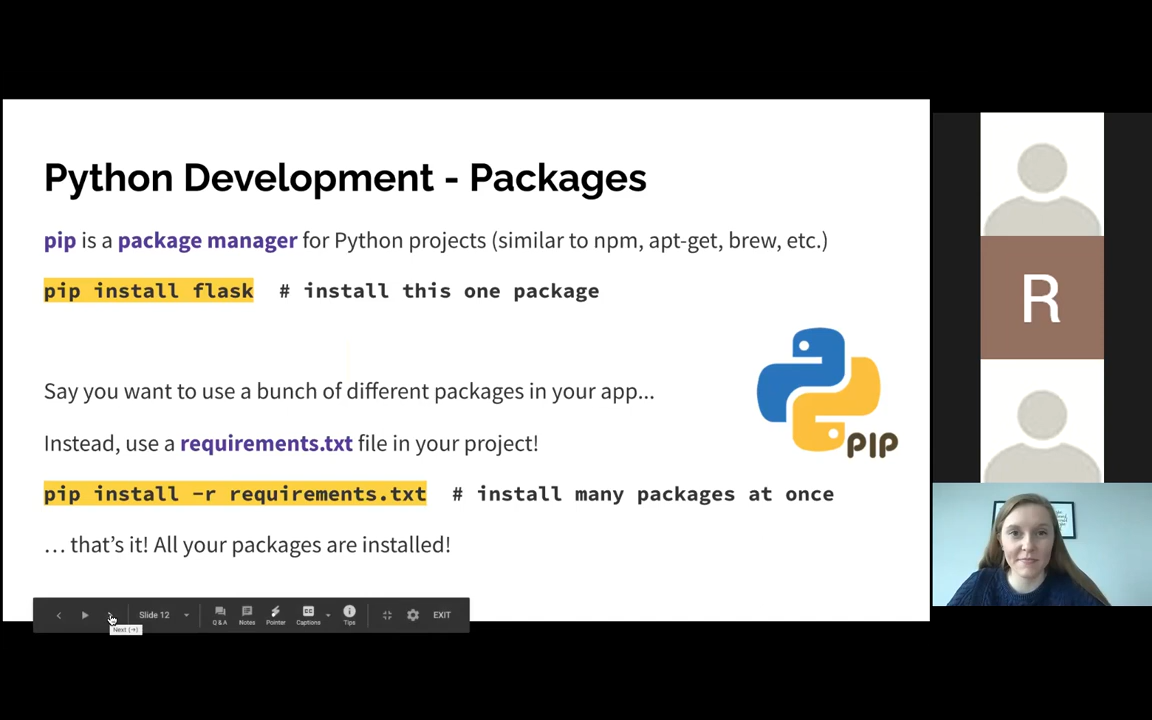 Python Development - Packages
pip is a package manager for Python projects (similar to npm, apt-get, brew, etc.)
pip install flask # install this one package
Say you want to use a bunch of different packages in your app...
Instead, use a requirements.txt file in your project!
PIP
pip install -r requirements.txt # install many packages at once
… that's it! All your packages are installed!
R
Slide 12
Q & A
Notes
Pointer
CC
Captions
Tips
EXIT
Next (→)